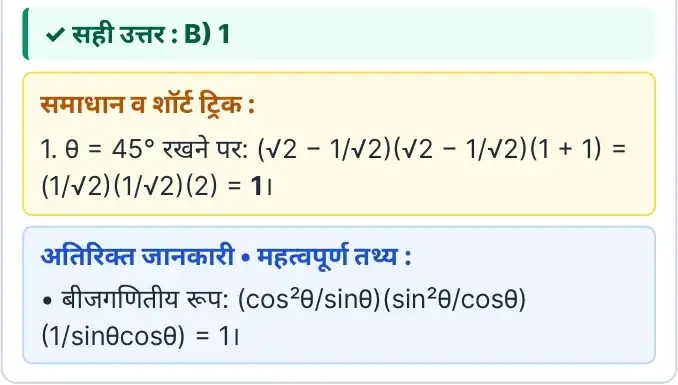 ✓ सही उत्तर : B) 1
समाधान व शॉर्ट ट्रिक :
1. θ = 45° रखने पर: (√2 − 1/√2)(√2 − 1/√2)(1 + 1) =
(1/√2)(1/√2)(2) = 1।
अतिरिक्त जानकारी • महत्वपूर्ण तथ्य :
• बीजगणितीय रूप: (cos²θ/sinθ)(sin²θ/cosθ)
(1/sinθcosθ) = 1।